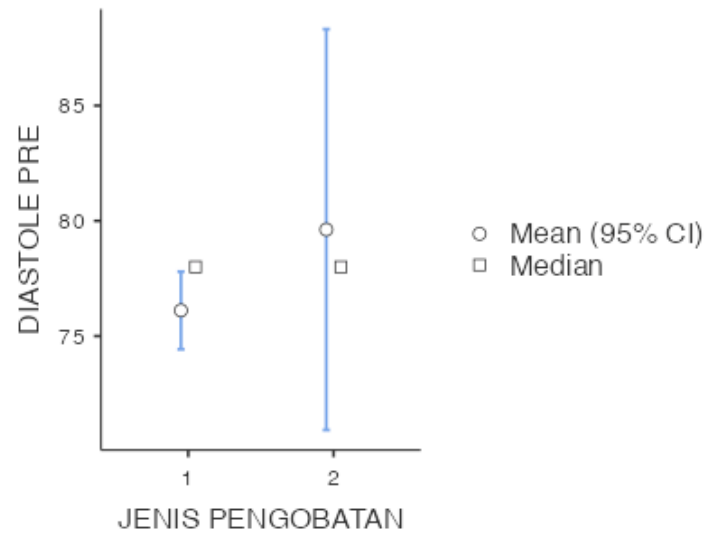 85
80
75
DIASTOLE PRE
Mean (95% CI)
Median
1
2
JENIS PENGOBATAN